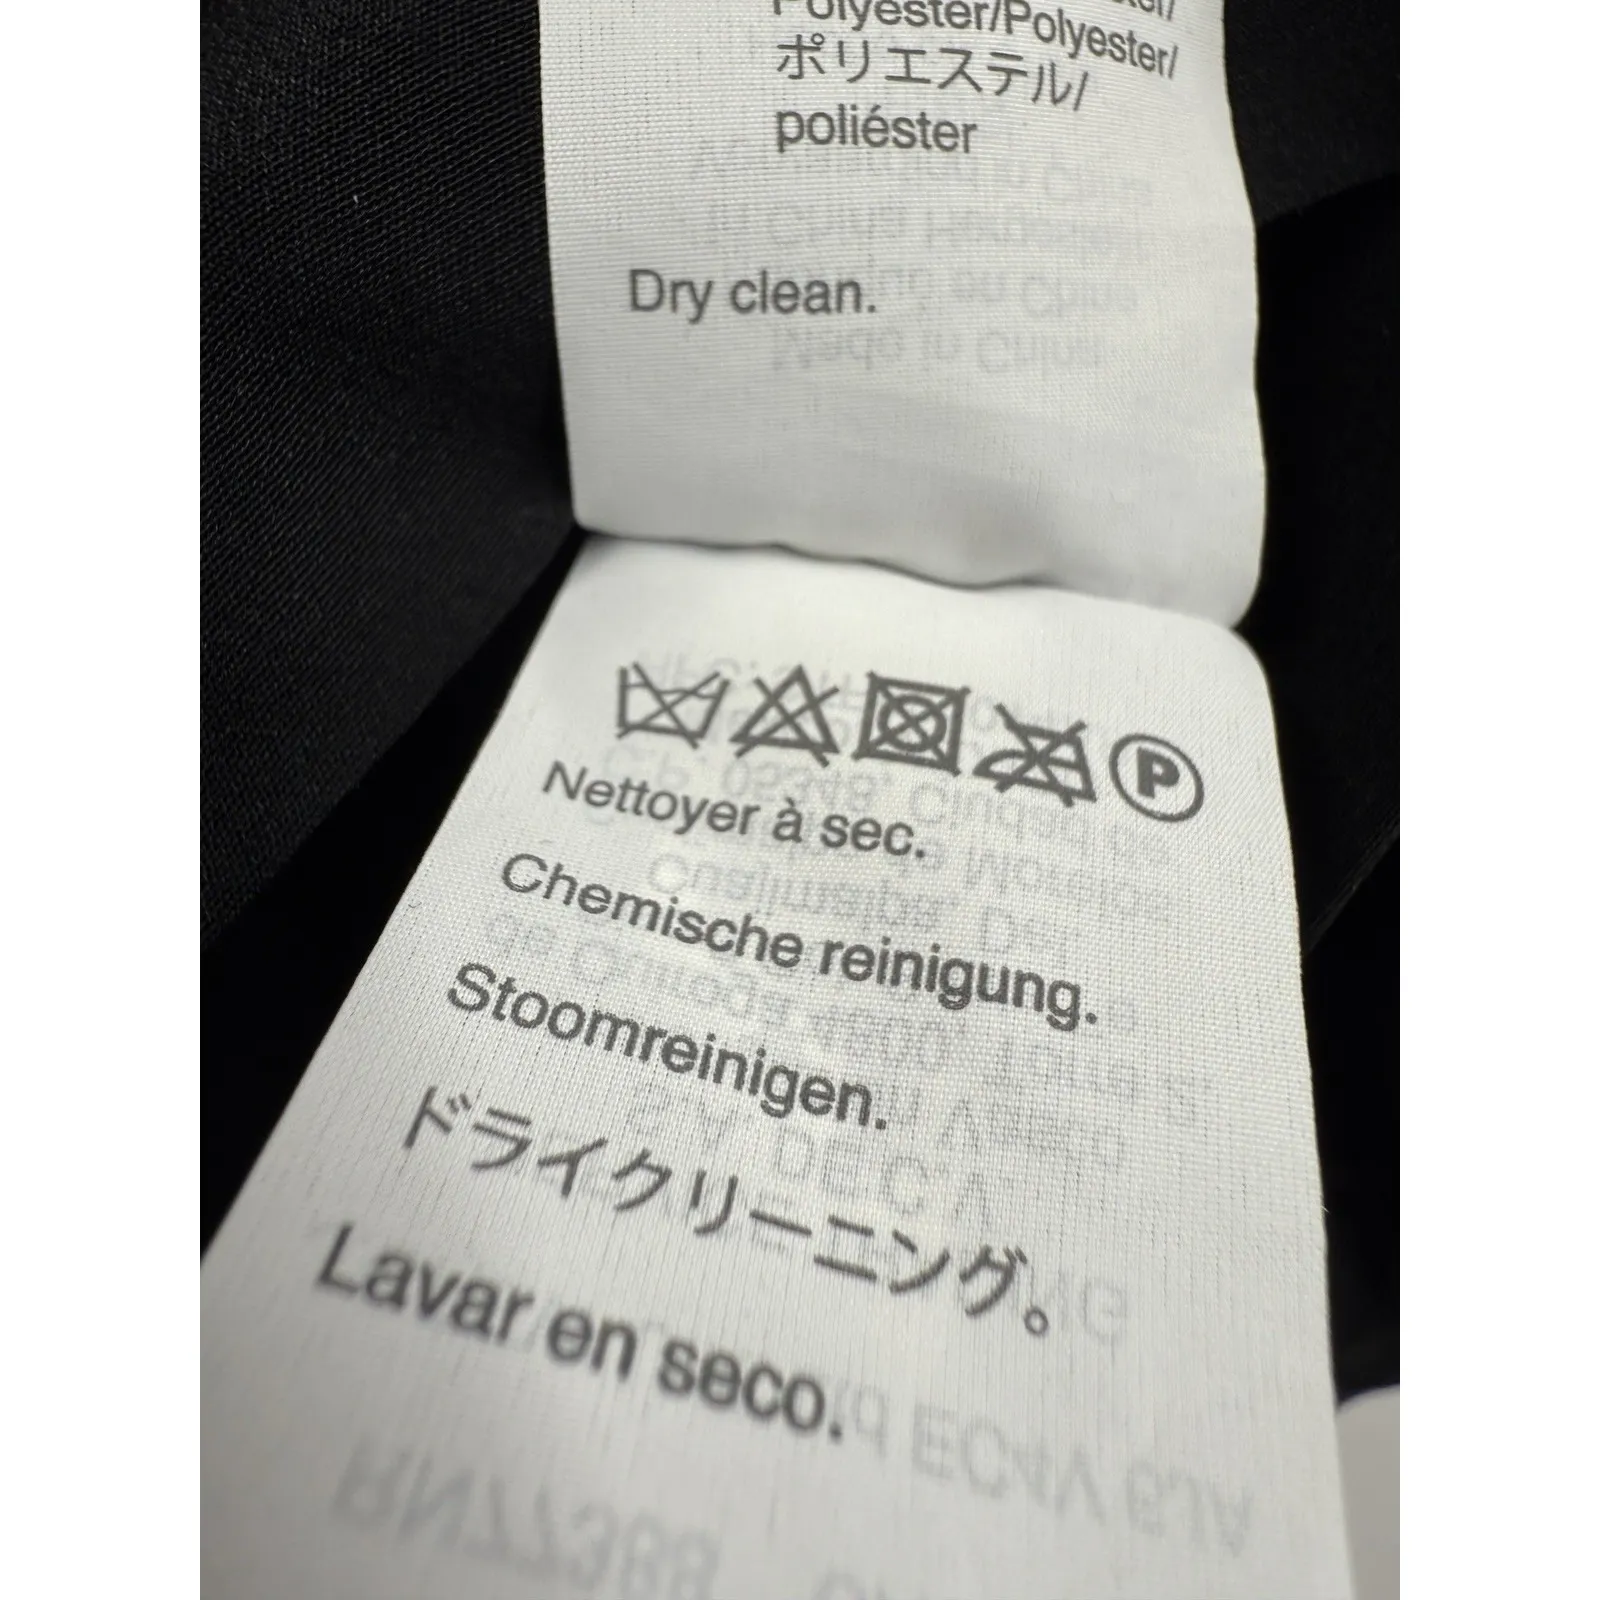 Polyester/Polyester/
ポリエステル/
poliéster
Dry clean.
P
Nettoyer à sec.
Chemische reinigung.
Stoomreinigen.
ドライクリーニング。
Lavar en seco.